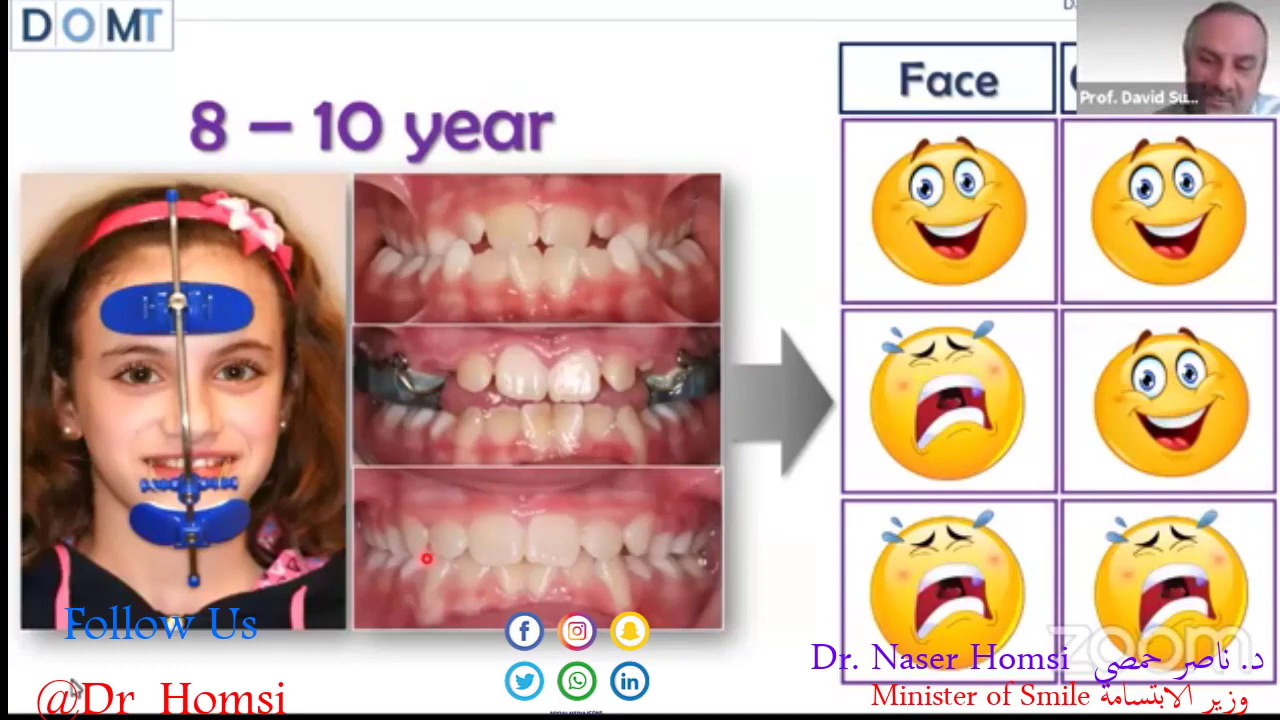 DOMT
8 – 10 year
Face
Prof. David Su...
Follow Us
@Dr_Homsi
zoom
Dr. Naser Homsi د. ناصر حمصي
Minister of Smile وزير الابتسامة